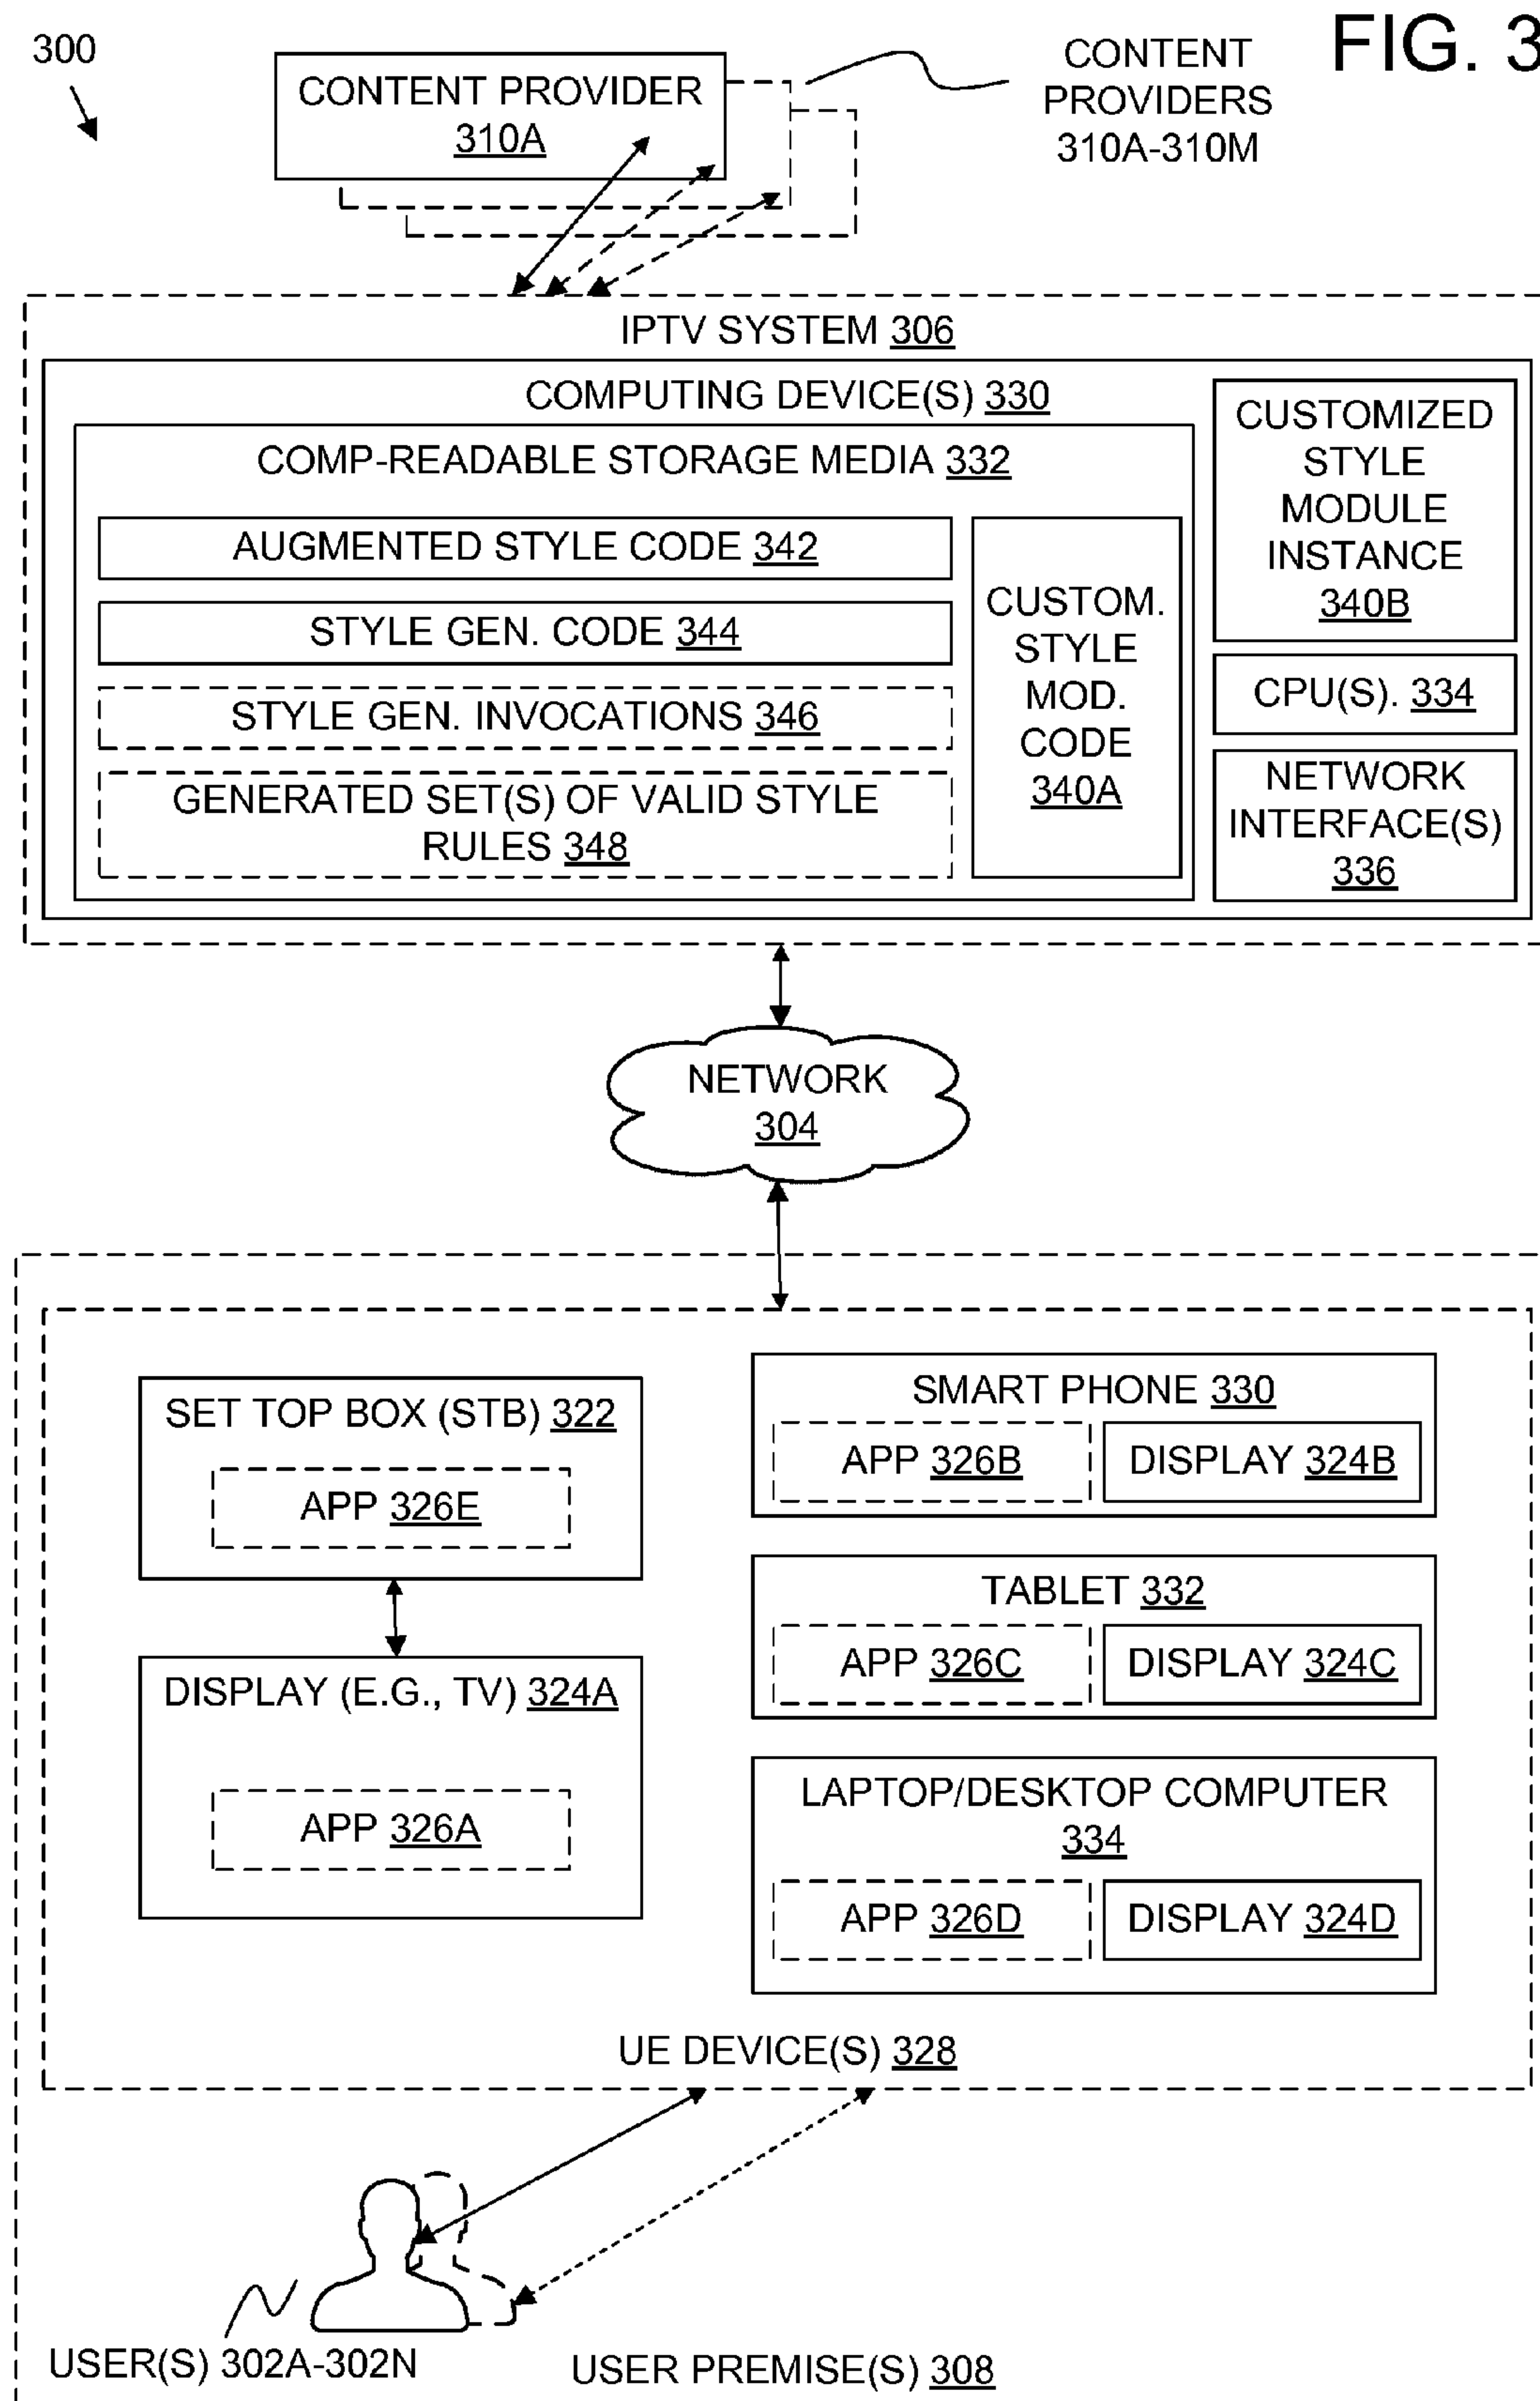 FIG. 3
300
CONTENT PROVIDER
310A
CONTENT
PROVIDERS
310A-310M
IPTV SYSTEM 306
COMPUTING DEVICE(S) 330
COMP-READABLE STORAGE MEDIA 332
AUGMENTED STYLE CODE 342
STYLE GEN. CODE 344
STYLE GEN. INVOCATIONS 346
GENERATED SET(S) OF VALID STYLE
RULES 348
CUSTOM.
STYLE
MOD.
CODE
340A
CUSTOMIZED
STYLE
MODULE
INSTANCE
340B
CPU(S). 334
NETWORK
INTERFACE(S)
336
NETWORK
304
SET TOP BOX (STB) 322
APP 326E
DISPLAY (E.G., TV) 324A
APP 326A
SMART PHONE 330
APP 326B
DISPLAY 324B
TABLET 332
APP 326C
DISPLAY 324C
LAPTOP/DESKTOP COMPUTER
334
APP 326D
DISPLAY 324D
UE DEVICE(S) 328
USER(S) 302A-302N
USER PREMISE(S) 308